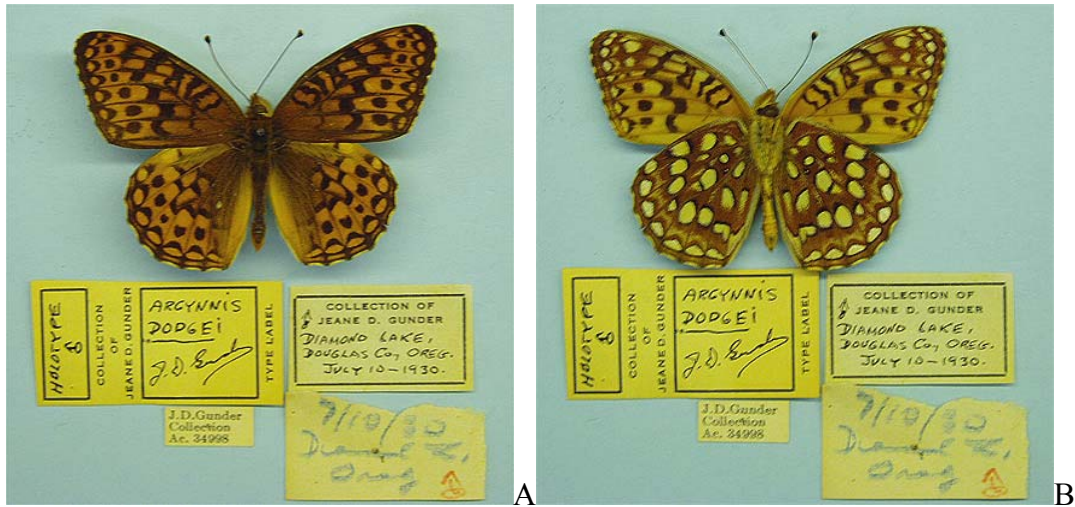 HOLOTYPE ♂
COLLECTION
OF
JEANE D. GUNDER
ARGYNNIS
DODGEI
J. D. Gunder
TYPE LABEL
COLLECTION OF
♂ JEANE D. GUNDER
DIAMOND LAKE,
DOUGLAS CO, OREG.
JULY 10-1930.
J.D.Gunder
Collection
Ac. 34998
7/10/30
Diamond
Oreg
A
HOLOTYPE ♂
COLLECTION
OF
JEANE D. GUNDER
ARGYNNIS
DODGEI
J. D. Gunder
TYPE LABEL
COLLECTION OF
♂ JEANE D. GUNDER
DIAMOND LAKE,
DOUGLAS CO, OREG.
JULY 10-1930.
J.D.Gunder
Collection
Ac. 34998
7/10/30
Diamond
Oreg
B